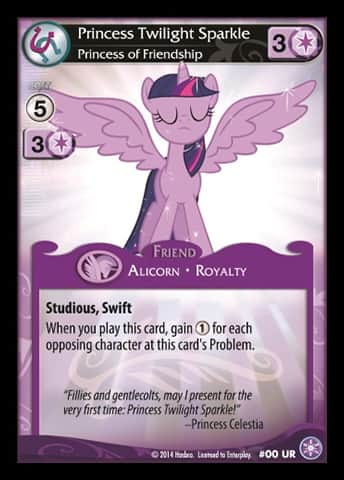 Princess Twilight Sparkle
Princess of Friendship
3
5
3
FRIEND
ALICORN • ROYALTY
Studious, Swift
When you play this card, gain 1 for each
opposing character at this card's Problem.
"Fillies and gentlecolts, may I present for the
very first time: Princess Twilight Sparkle!"
–Princess Celestia
© 2014 Hasbro. Licensed to Enterplay. #00 UR